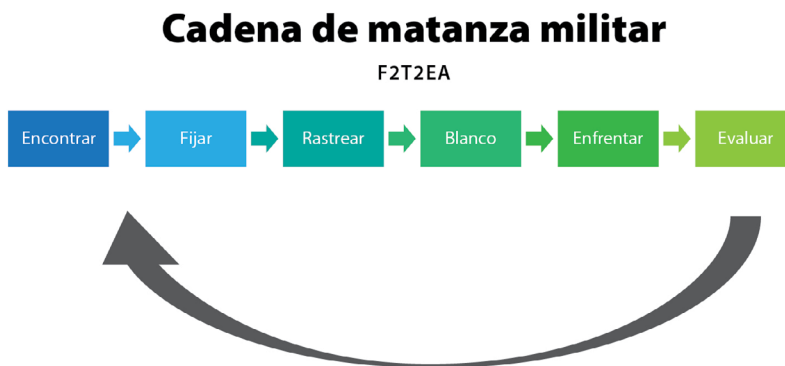 Cadena de matanza militar
F2T2EA
Encontrar
Fijar
Rastrear
Blanco
Enfrentar
Evaluar